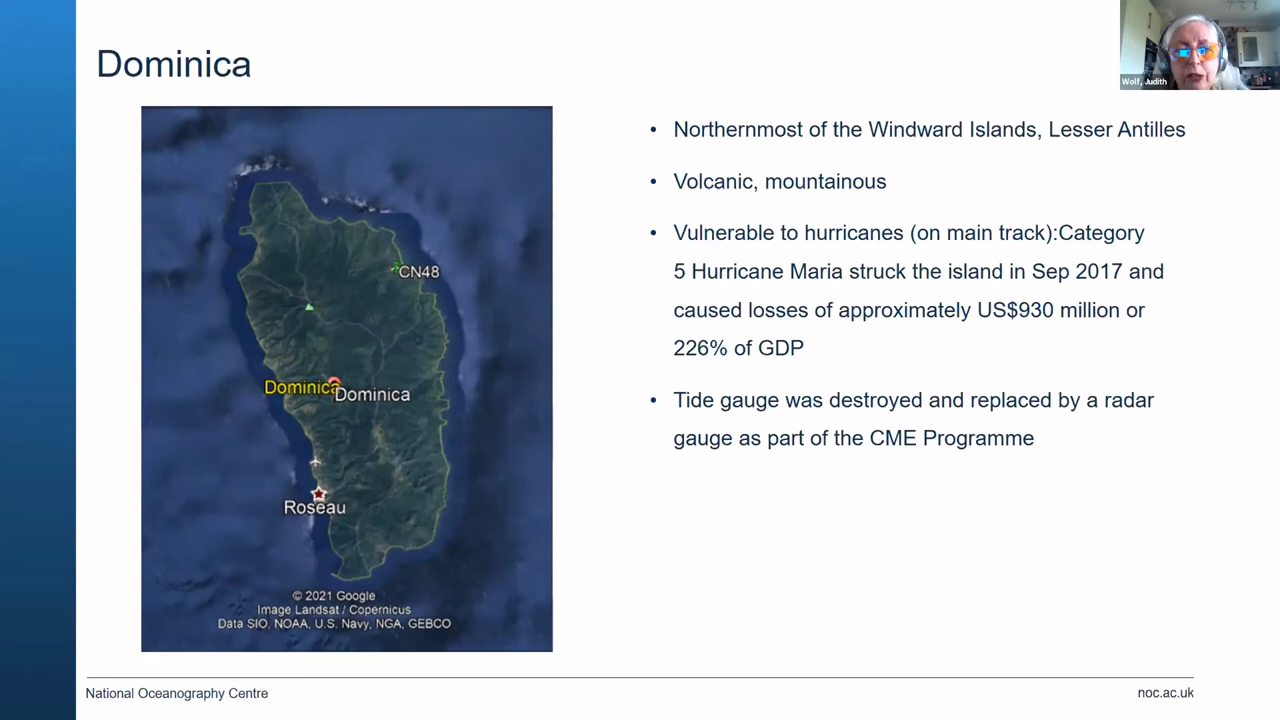 Dominica
Wolf, Judith
CN48
Dominica
Dominica
Roseau
© 2021 Google
Image Landsat / Copernicus
Data SIO, NOAA, U.S. Navy, NGA, GEBCO
• Northernmost of the Windward Islands, Lesser Antilles
• Volcanic, mountainous
• Vulnerable to hurricanes (on main track):Category
5 Hurricane Maria struck the island in Sep 2017 and
caused losses of approximately US$930 million or
226% of GDP
• Tide gauge was destroyed and replaced by a radar
gauge as part of the CME Programme
National Oceanography Centre
noc.ac.uk